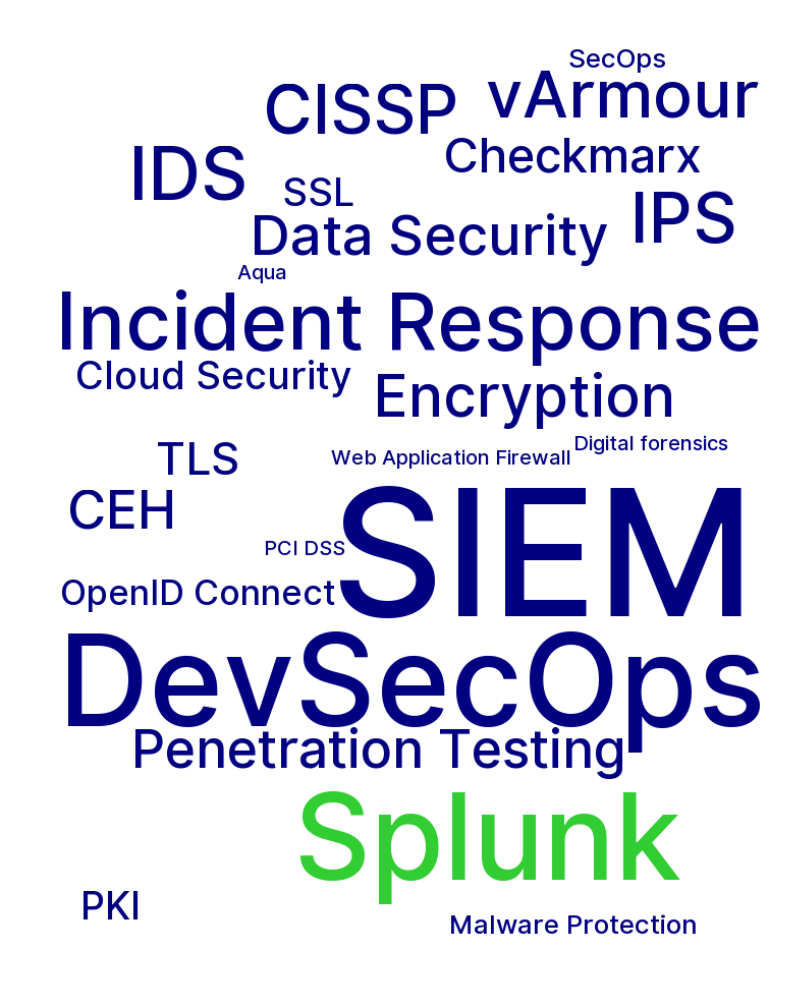 SecOps
CISSP
vArmour
Checkmarx
IDS
SSL
IPS
Data Security
Aqua
Incident Response
Cloud Security
Encryption
Digital forensics
TLS
Web Application Firewall
CEH
SIEM
PCI DSS
OpenID Connect
DevSecOps
Penetration Testing
Splunk
PKI
Malware Protection